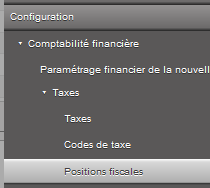 Configuration
Comptabilité financière
Paramétrage financier de la nouvell
Taxes
Taxes
Codes de taxe
Positions fiscales